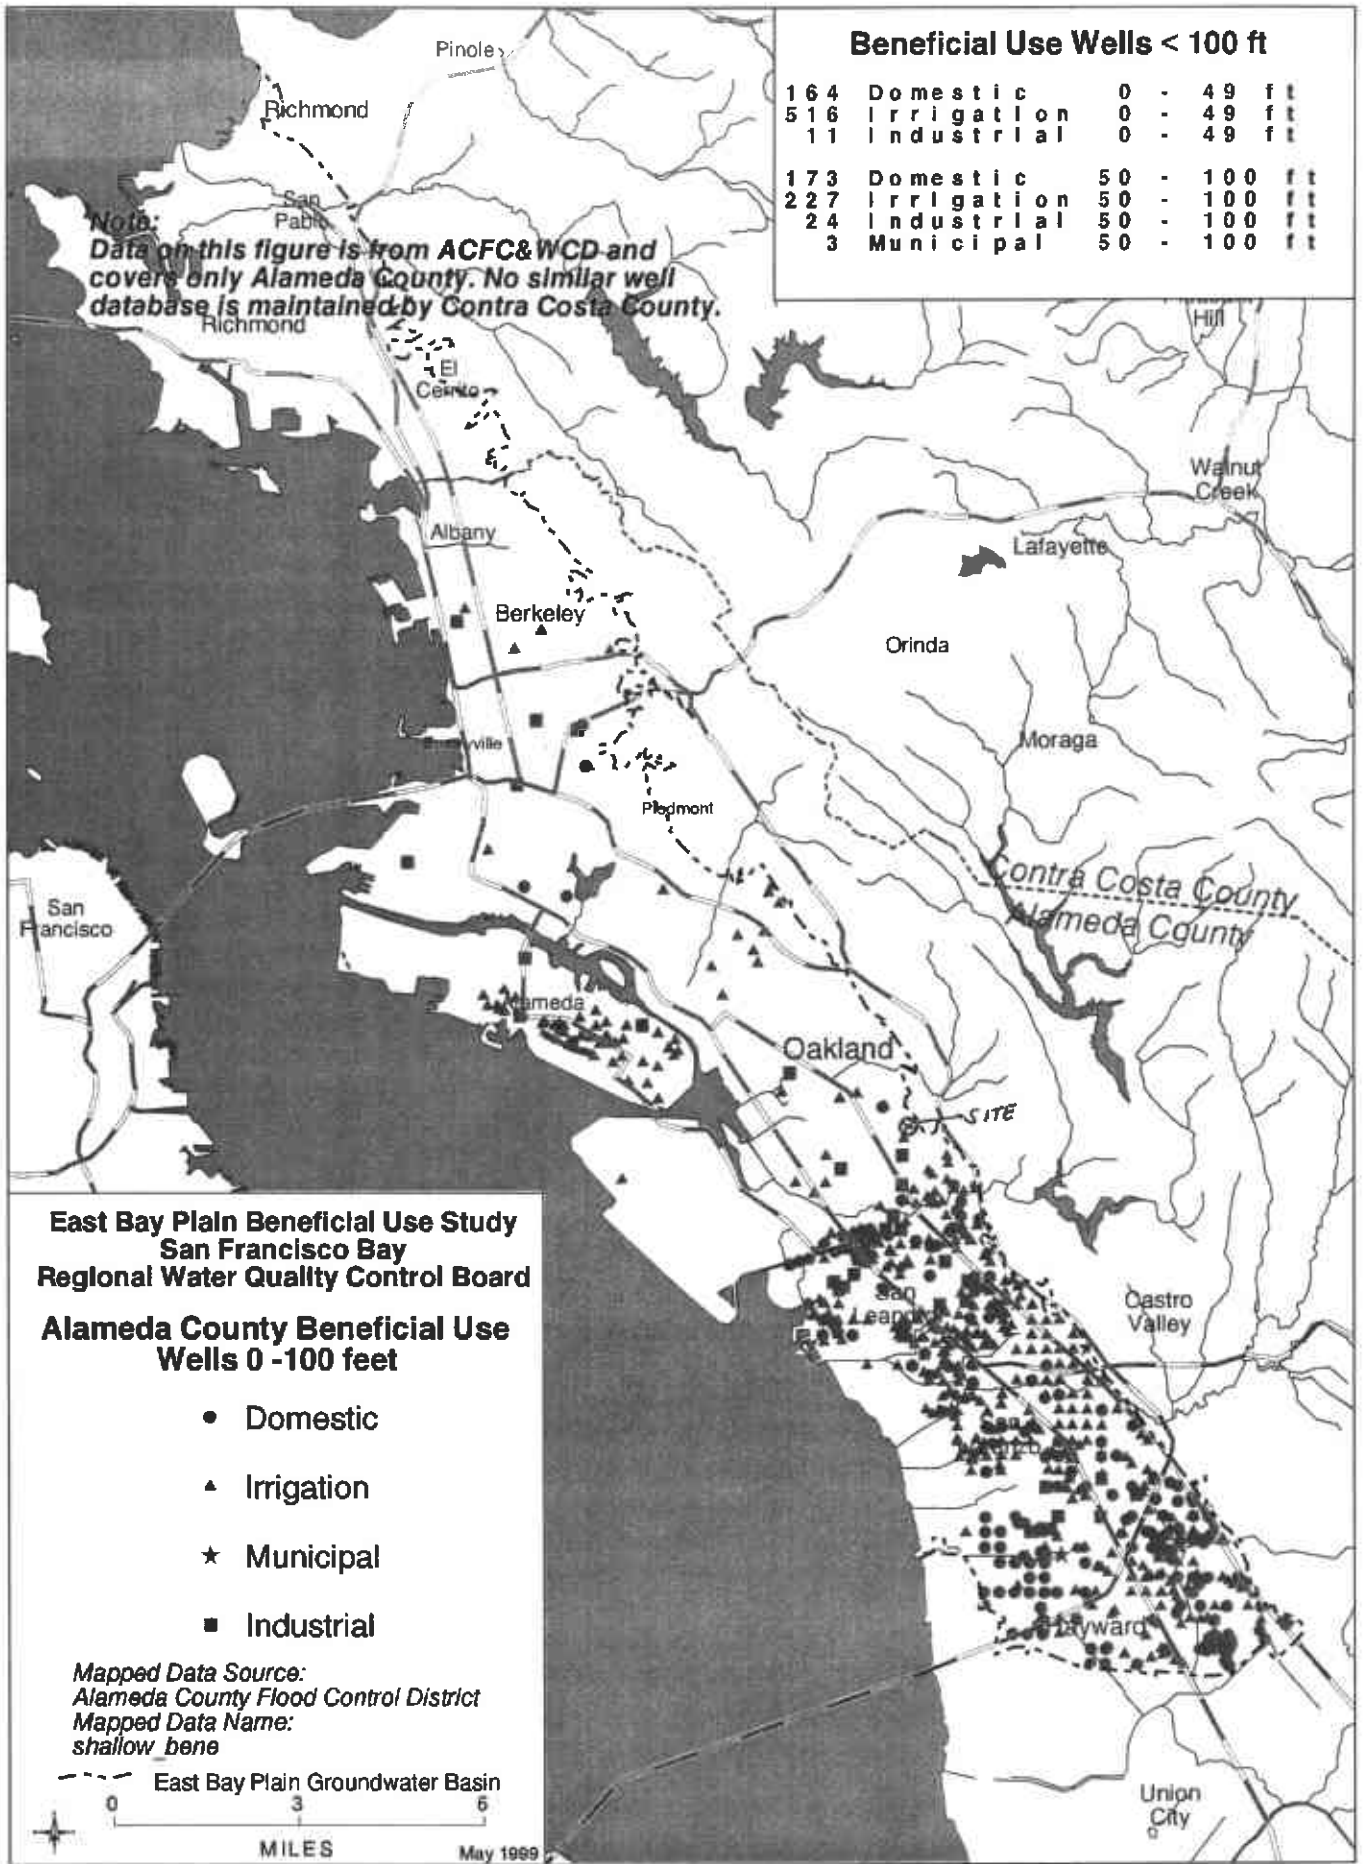 Beneficial Use Wells < 100 ft
164 Domestic 0 - 49 ft
516 Irrigation 0 - 49 ft
11 Industrial 0 - 49 ft
173 Domestic 50 - 100 ft
227 Irrigation 50 - 100 ft
24 Industrial 50 - 100 ft
3 Municipal 50 - 100 ft
Pinole
Richmond
San
Pablo
Note:
Data on this figure is from ACFC&WCD and
covers only Alameda County. No similar well
database is maintained by Contra Costa County.
Richmond
Hill
El
Cerrito
Walnut
Creek
Albany
Lafayette
Berkeley
Orinda
Moraga
Piedmont
Contra Costa County
Alameda County
San
Francisco
Alameda
Oakland
SITE
San
Leandro
Castro
Valley
San
Hayward
Union
City
East Bay Plain Beneficial Use Study
San Francisco Bay
Regional Water Quality Control Board
Alameda County Beneficial Use
Wells 0 -100 feet
Domestic
Irrigation
Municipal
Industrial
Mapped Data Source:
Alameda County Flood Control District
Mapped Data Name:
shallow_bene
East Bay Plain Groundwater Basin
0 3 6
MILES
May 1999